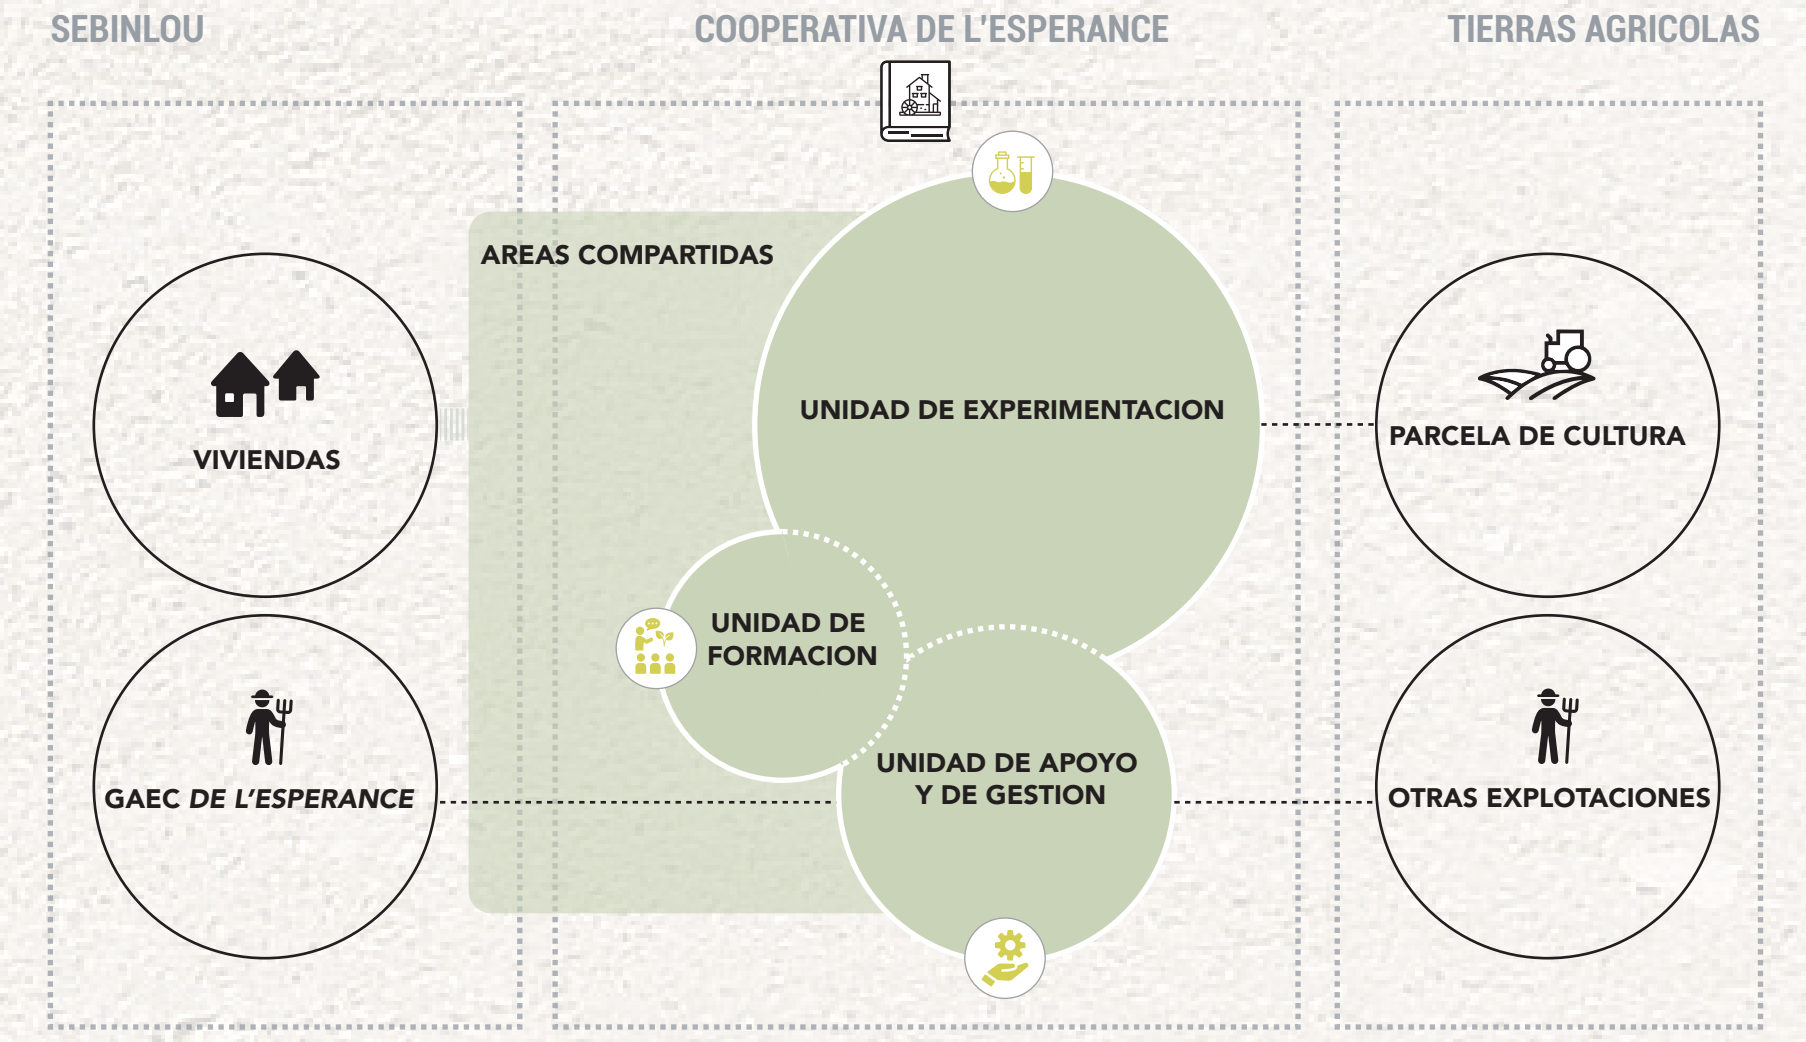 SEBINLOU
COOPERATIVA DE L'ESPERANCE
TIERRAS AGRICOLAS
AREAS COMPARTIDAS
VIVIENDAS
UNIDAD DE EXPERIMENTACION
PARCELA DE CULTURA
UNIDAD DE
FORMACION
GAEC DE L'ESPERANCE
UNIDAD DE APOYO
Y DE GESTION
OTRAS EXPLOTACIONES